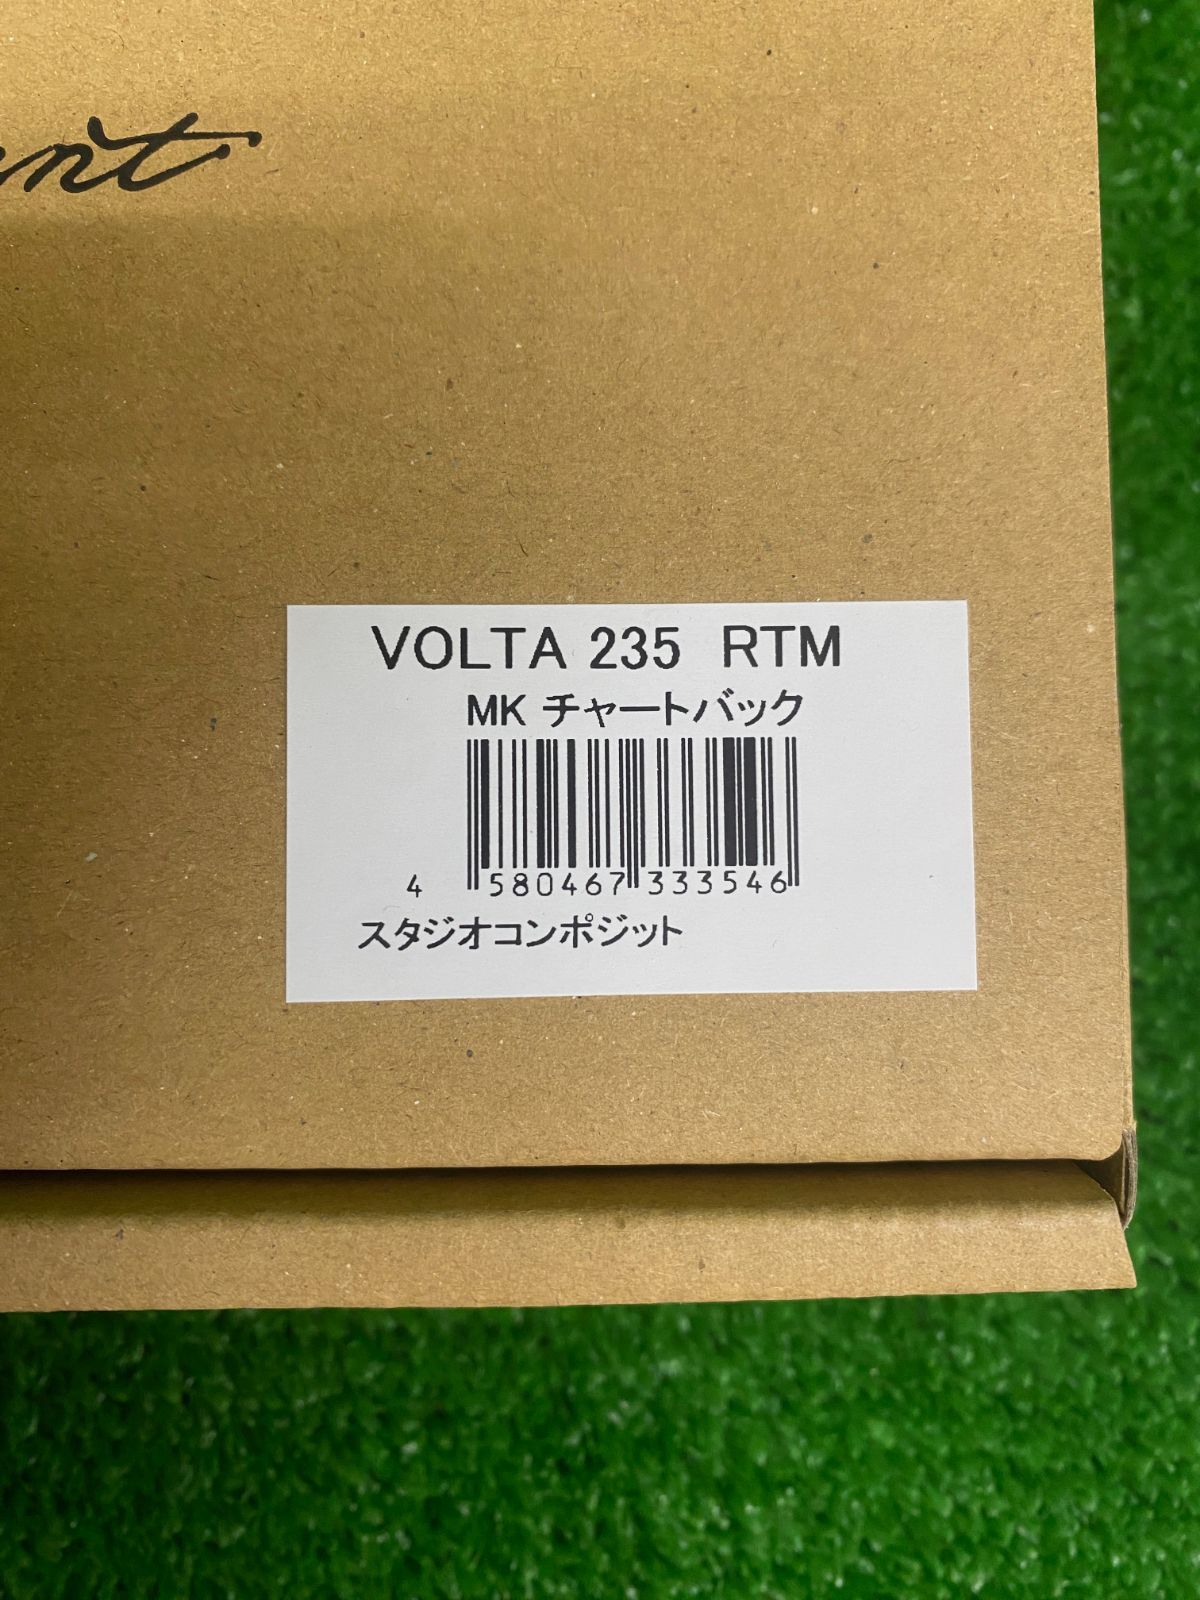 VOLTA 235 RTM
MK チャートバック
4 580467 333546
スタジオコンポジット